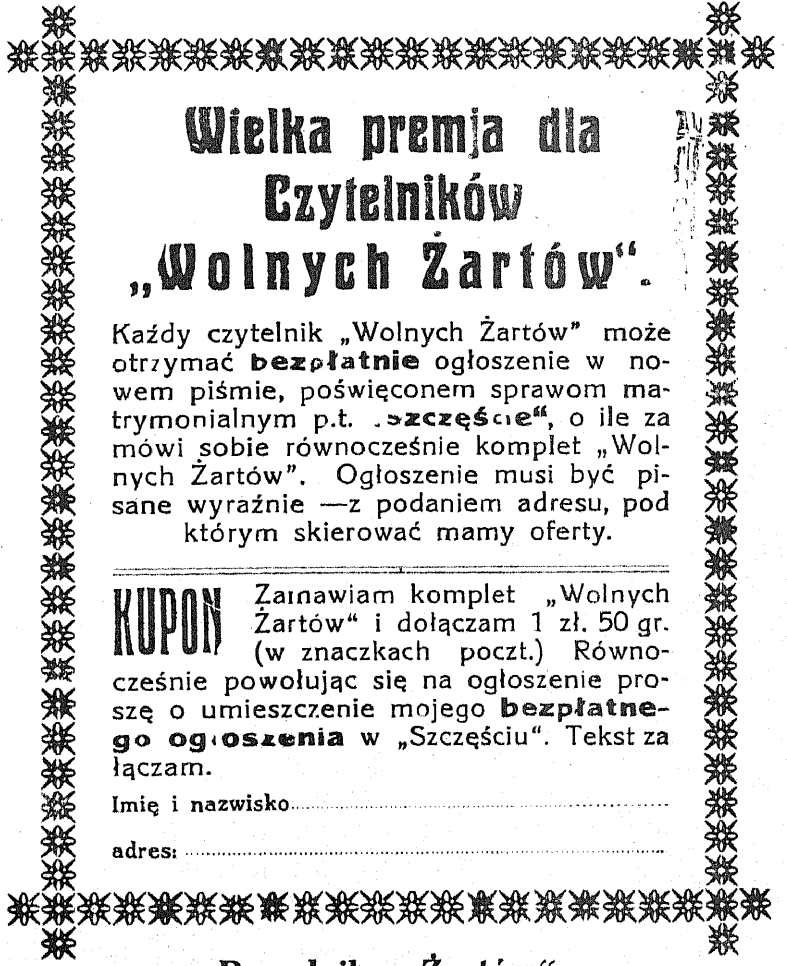 Wielka premja dla
Czytelników
„Wolnych Żartów“.
Każdy czytelnik „Wolnych Żartów” może
otrzymać bezpłatnie ogłoszenie w no-
wem piśmie, poświęconem sprawom ma-
trymonialnym p.t. „Szczęście“, o ile za
mówi sobie równocześnie komplet „Wol-
nych Żartów”. Ogłoszenie musi być pi-
sane wyraźnie —z podaniem adresu, pod
którym skierować mamy oferty.
KUPON
Zamawiam komplet „Wolnych
Żartów“ i dołączam 1 zł. 50 gr.
(w znaczkach poczt.) Równo-
cześnie powołując się na ogłoszenie pro-
szę o umieszczenie mojego bezpłatne-
go ogłoszenia w „Szczęściu“. Tekst za
łączam.
Imię i nazwisko
adres: